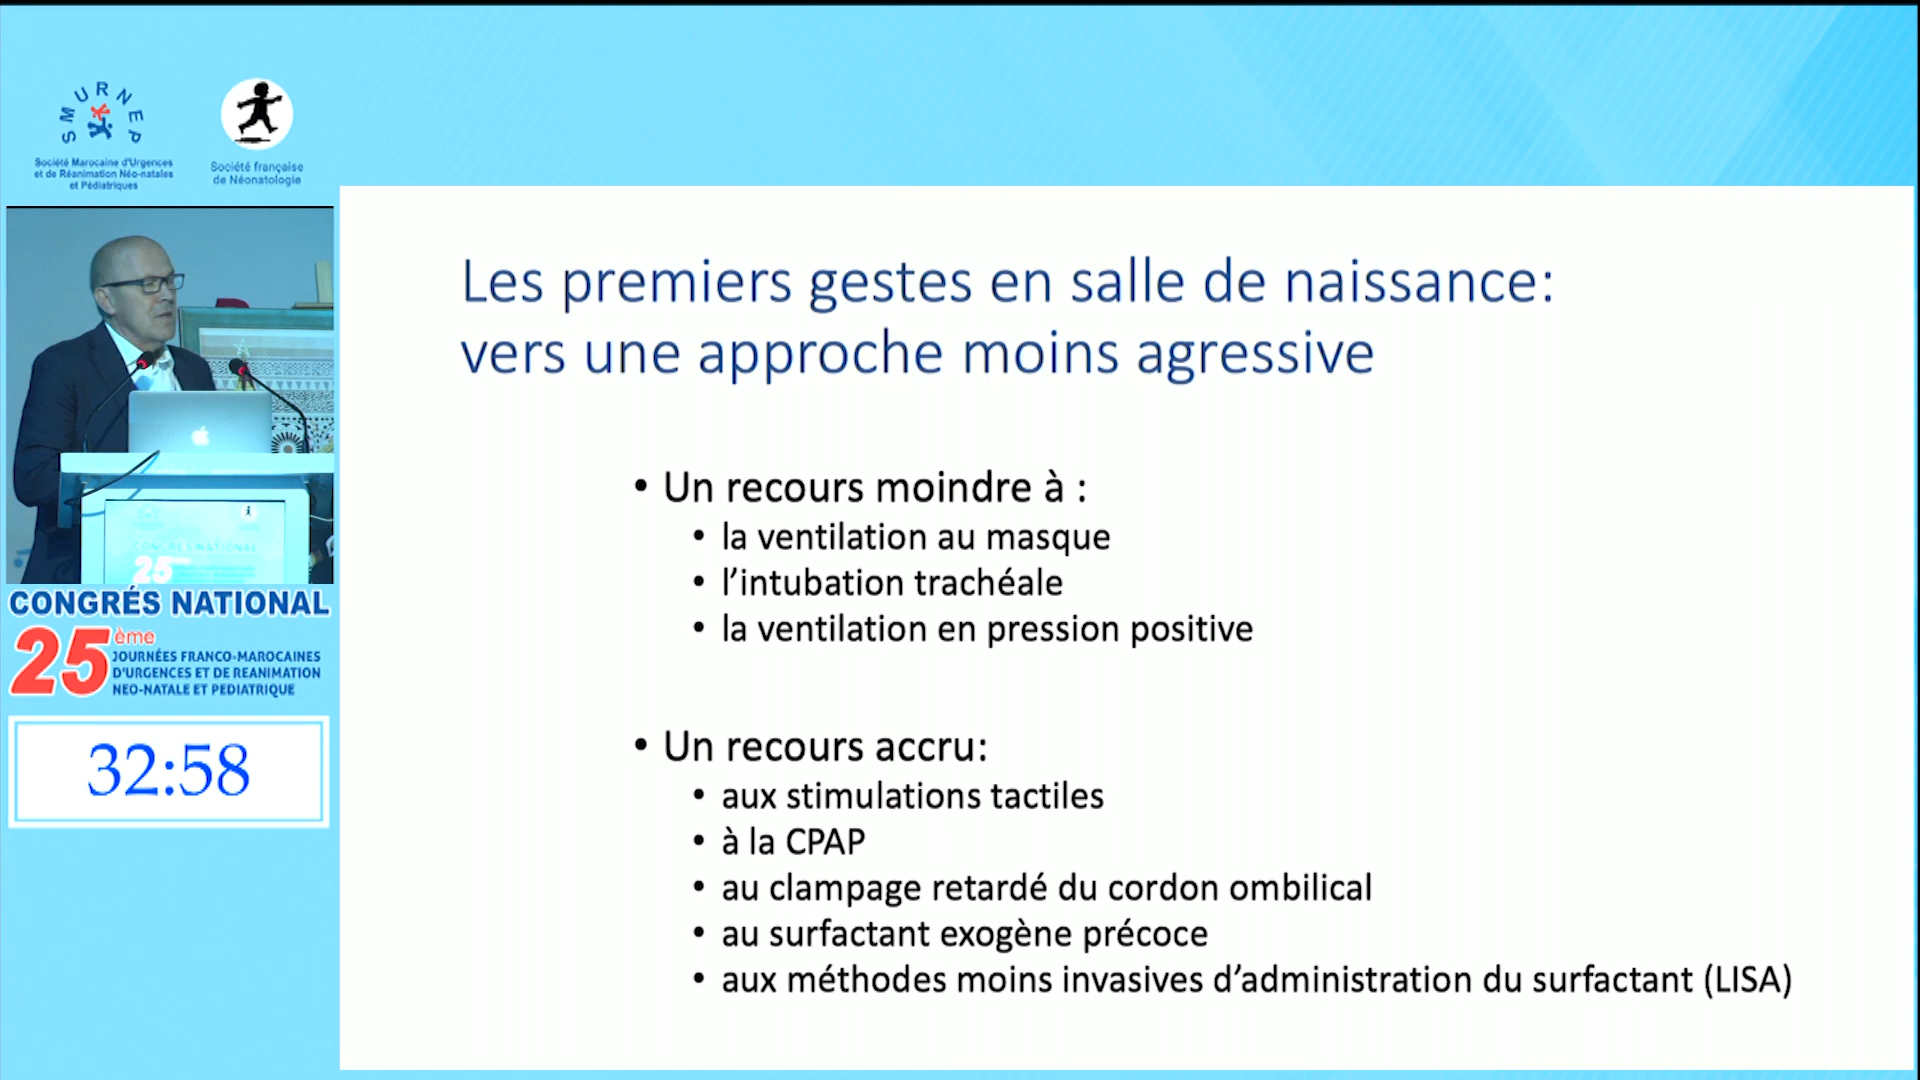 SMURNEP
Société Marocaine d'Urgences
et de Réanimation Néo-natales
et Pédiatriques
Société française
de Néonatologie
Les premiers gestes en salle de naissance:
vers une approche moins agressive
• Un recours moindre à :
• la ventilation au masque
• l’intubation trachéale
• la ventilation en pression positive
• Un recours accru:
• aux stimulations tactiles
• à la CPAP
• au clampage retardé du cordon ombilical
• au surfactant exogène précoce
• aux méthodes moins invasives d’administration du surfactant (LISA)
CONGRES NATIONAL
25
CONGRÉS NATIONAL
25ème
JOURNÉES FRANCO-MAROCAINES
D'URGENCES ET DE REANIMATION
NEO-NATALE ET PEDIATRIQUE
32:58